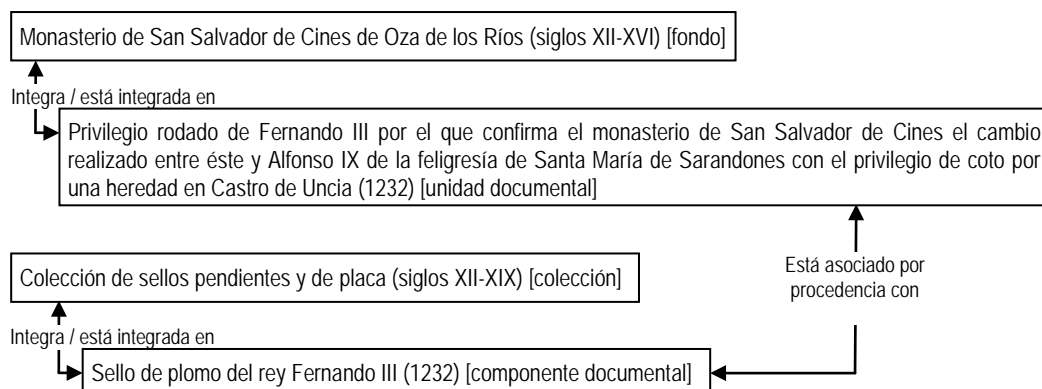 Monasterio de San Salvador de Cines de Oza de los Ríos (siglos XII-XVI) [fondo]
Integra / está integrada en
Privilegio rodado de Fernando III por el que confirma el monasterio de San Salvador de Cines el cambio
realizado entre éste y Alfonso IX de la feligresía de Santa María de Sarandones con el privilegio de coto por
una heredad en Castro de Uncia (1232) [unidad documental]
Colección de sellos pendientes y de placa (siglos XII-XIX) [colección]
Está asociado por
procedencia con
Integra / está integrada en
Sello de plomo del rey Fernando III (1232) [componente documental]